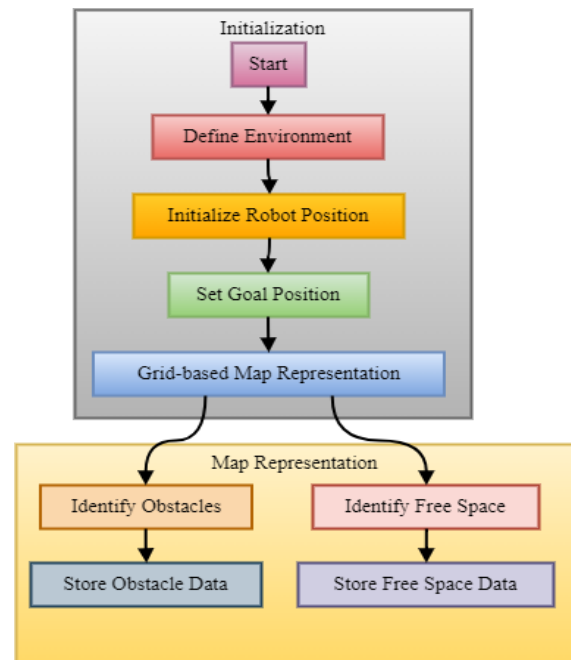 Initialization
Start
Define Environment
Initialize Robot Position
Set Goal Position
Grid-based Map Representation
Map Representation
Identify Obstacles
Identify Free Space
Store Obstacle Data
Store Free Space Data